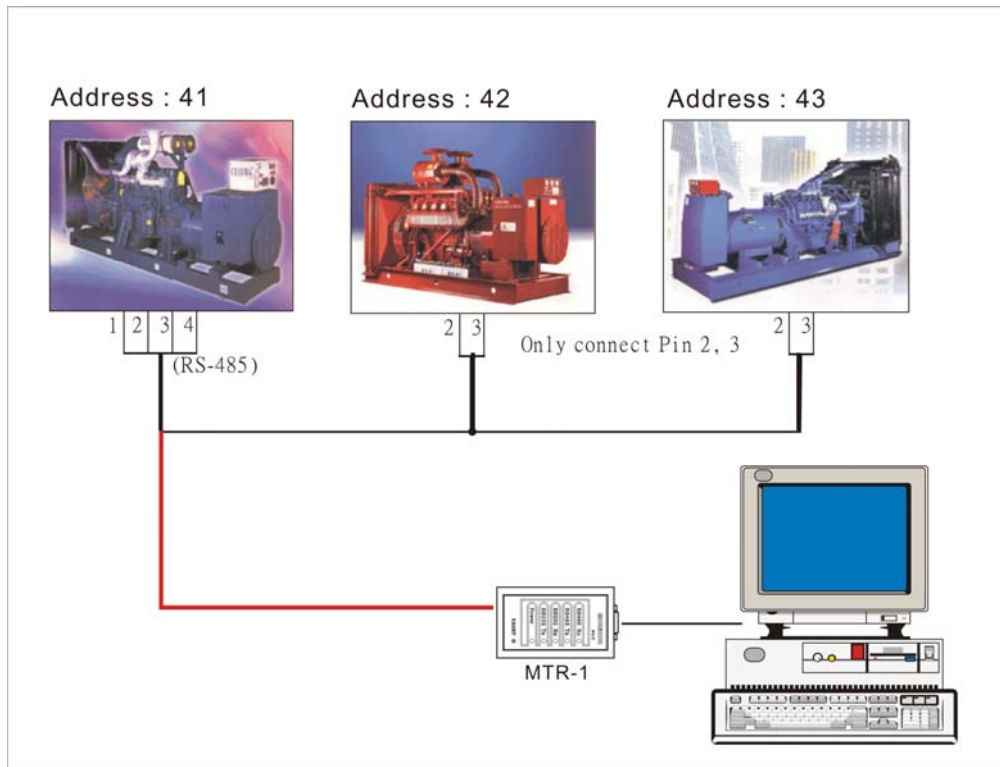 Address : 41
Address : 42
Address : 43
1 2 3 4
(RS-485)
2 3
Only connect Pin 2, 3
2 3
MTR-1